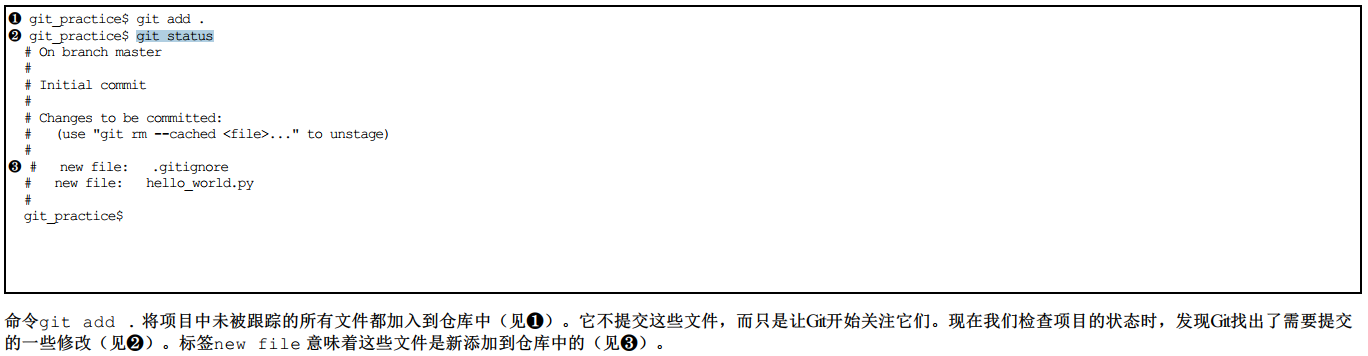 ❶ git_practice$ git add .
❷ git_practice$ git status
# On branch master
#
# Initial commit
#
# Changes to be committed:
#   (use "git rm --cached <file>..." to unstage)
#
❸ #   new file:   .gitignore
#   new file:   hello_world.py
#
git_practice$
命令git add . 将项目中未被跟踪的所有文件都加入到仓库中（见❶）。它不提交这些文件，而只是让Git开始关注它们。现在我们检查项目的状态时，发现Git找出了需要提交
的一些修改（见❷）。标签new file 意味着这些文件是新添加到仓库中的（见❸）。